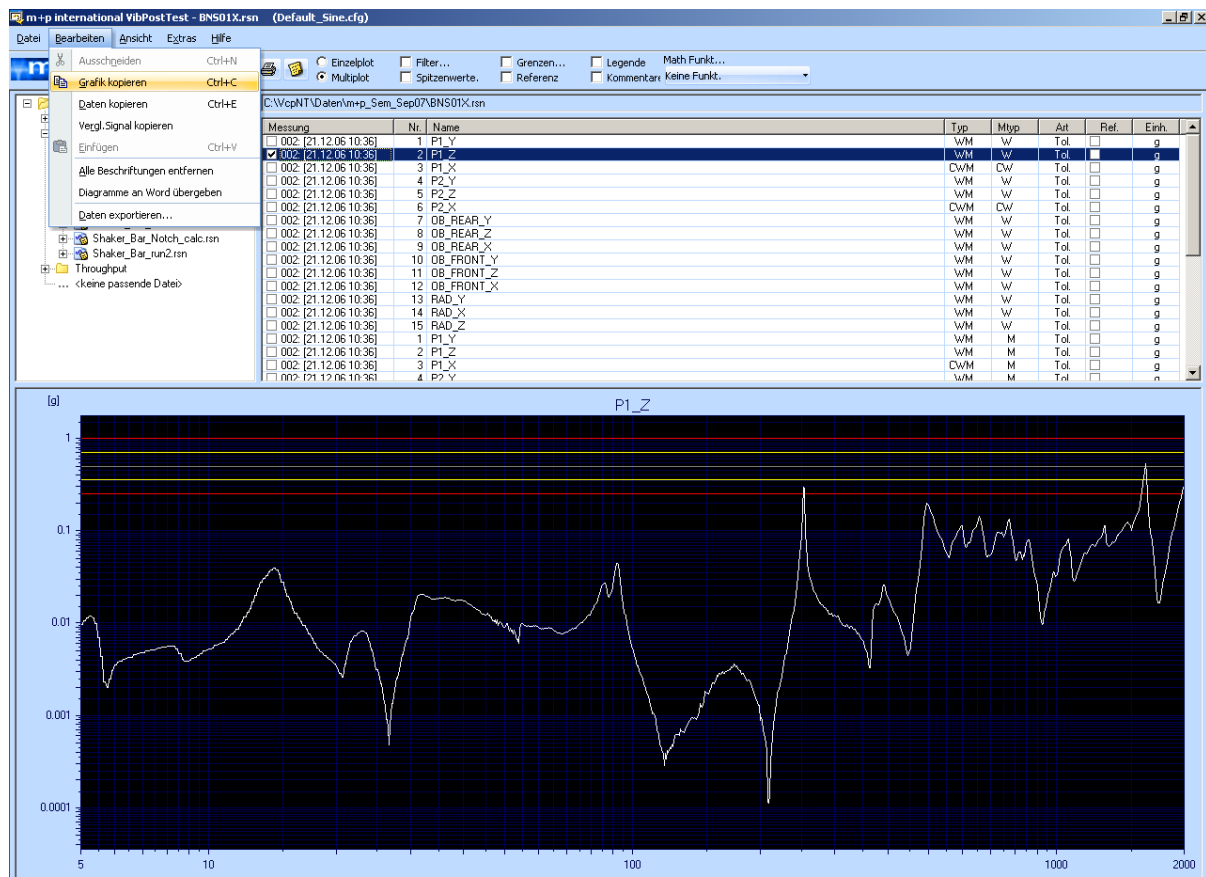 m+p international VibPostTest - BNS01X.rsn (Default_Sine.cfg)
Datei Bearbeiten Ansicht Extras Hilfe
Ausschneiden Ctrl+N
Grafik kopieren Ctrl+C
Daten kopieren Ctrl+E
Vergl.Signal kopieren
Einfügen Ctrl+V
Alle Beschriftungen entfernen
Diagramme an Word übergeben
Daten exportieren...
m
Einzelplot
Multiplot
Filter...
Spitzenwerte.
Grenzen...
Referenz
Legende
Kommentare
Math Funkt...
Keine Funkt.
Shaker_Bar_Notch_calc.rsn
Shaker_Bar_run2.rsn
Throughput
... <keine passende Datei>
C:\VcpNT\Daten\m+p_Sem_Sep07\BNS01X.rsn
Messung Nr. Name Typ Mtyp Art Ref. Einh.
002: [21.12.06 10:36] 1 P1_Y WM W Tol. g
002: [21.12.06 10:36] 2 P1_Z WM W Tol. g
002: [21.12.06 10:36] 3 P1_X CWM CW Tol. g
002: [21.12.06 10:36] 4 P2_Y WM W Tol. g
002: [21.12.06 10:36] 5 P2_Z WM W Tol. g
002: [21.12.06 10:36] 6 P2_X CWM CW Tol. g
002: [21.12.06 10:36] 7 OB_REAR_Y WM W Tol. g
002: [21.12.06 10:36] 8 OB_REAR_Z WM W Tol. g
002: [21.12.06 10:36] 9 OB_REAR_X WM W Tol. g
002: [21.12.06 10:36] 10 OB_FRONT_Y WM W Tol. g
002: [21.12.06 10:36] 11 OB_FRONT_Z WM W Tol. g
002: [21.12.06 10:36] 12 OB_FRONT_X WM W Tol. g
002: [21.12.06 10:36] 13 RAD_Y WM W Tol. g
002: [21.12.06 10:36] 14 RAD_X WM W Tol. g
002: [21.12.06 10:36] 15 RAD_Z WM W Tol. g
002: [21.12.06 10:36] 1 P1_Y WM M Tol. g
002: [21.12.06 10:36] 2 P1_Z WM M Tol. g
002: [21.12.06 10:36] 3 P1_X CWM M Tol. g
002: [21.12.06 10:36] 4 P2_Y WM M Tol. g
[g]
P1_Z
1
0.1
0.01
0.001
0.0001
5 10 100 1000 2000